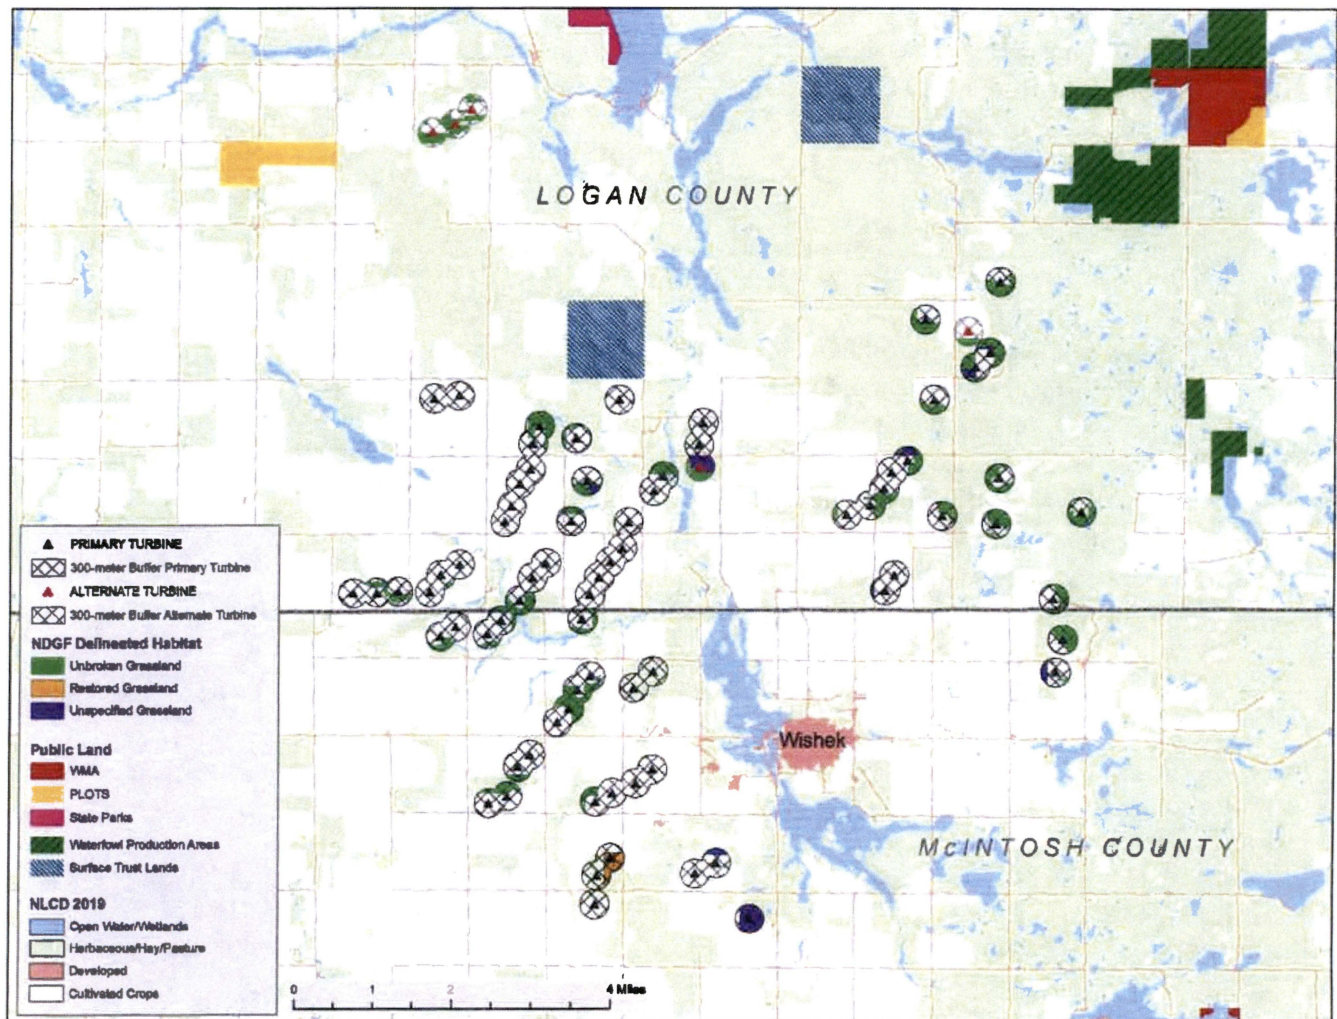 LOGAN COUNTY
PRIMARY TURBINE
300-meter Buffer Primary Turbine
ALTERNATE TURBINE
300-meter Buffer Alternate Turbine
NDGF Delineated Habitat
Unbroken Grassland
Restored Grassland
Unspecified Grassland
Public Land
WMA
PLOTS
State Parks
Waterfowl Production Areas
Surface Trust Lands
NLCD 2019
Open Water/Wetlands
Herbaceous/Hay/Pasture
Developed
Cultivated Crops
Wishek
McINTOSH COUNTY
0 1 2 4 Miles